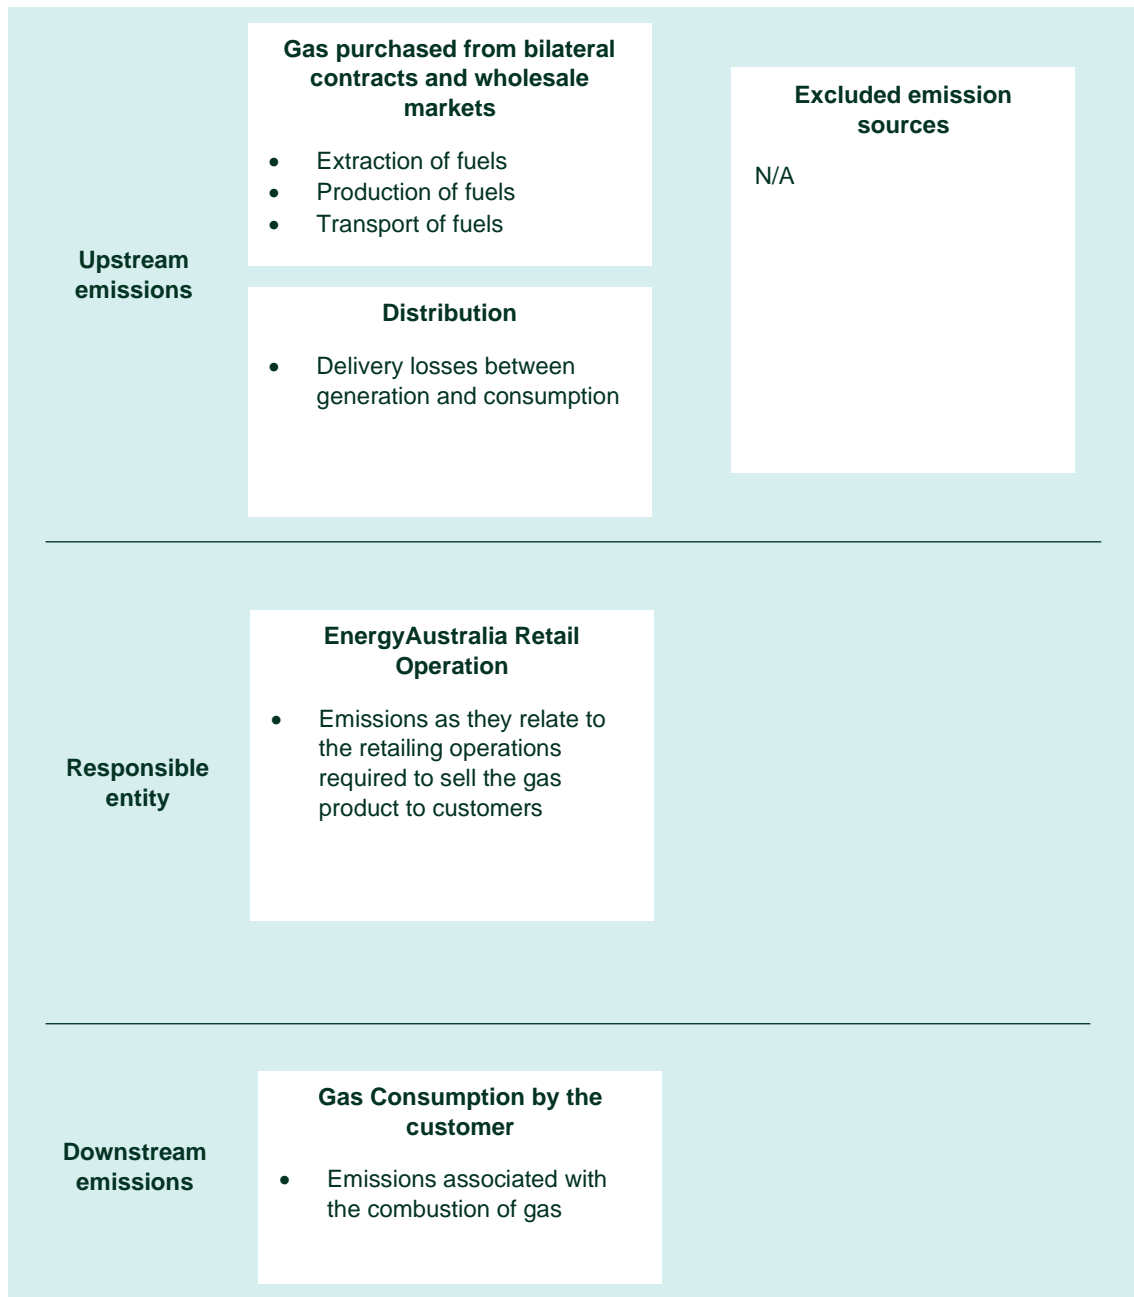 Gas purchased from bilateral
contracts and wholesale
markets
• Extraction of fuels
• Production of fuels
• Transport of fuels
Excluded emission
sources
N/A
Upstream
emissions
Distribution
• Delivery losses between
generation and consumption
EnergyAustralia Retail
Operation
• Emissions as they relate to
the retailing operations
required to sell the gas
product to customers
Responsible
entity
Gas Consumption by the
customer
• Emissions associated with
the combustion of gas
Downstream
emissions